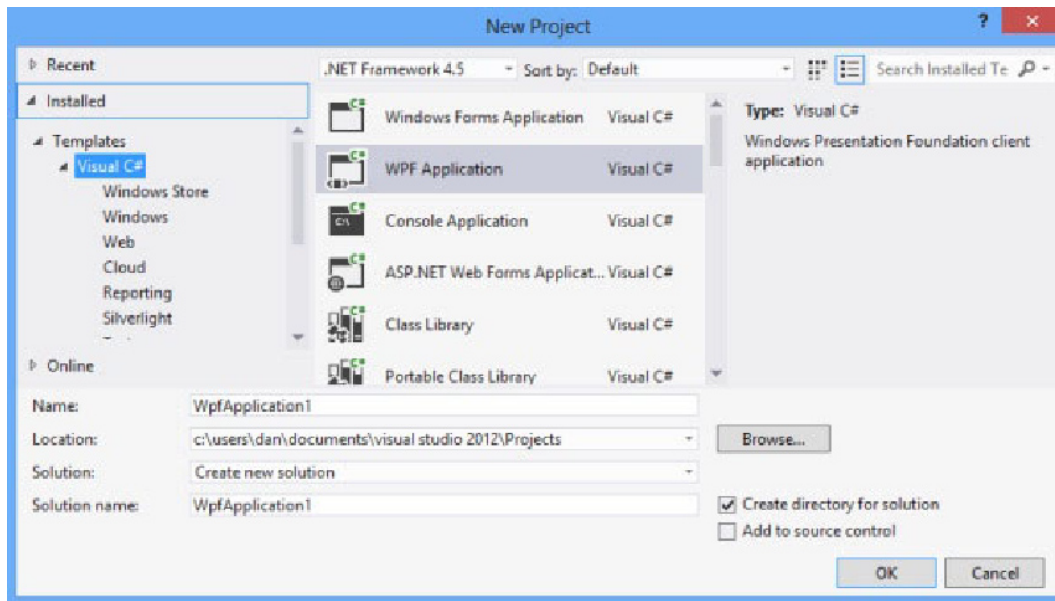 New Project
? ×
Recent
.NET Framework 4.5 Sort by: Default Search Installed Te
Installed
Templates
Visual C#
Windows Store
Windows
Web
Cloud
Reporting
Silverlight
Online
Windows Forms Application Visual C#
WPF Application Visual C#
Console Application Visual C#
ASP.NET Web Forms Applicat... Visual C#
Class Library Visual C#
Portable Class Library Visual C#
Type: Visual C#
Windows Presentation Foundation client
application
Name: WpfApplication1
Location: c:\users\dan\documents\visual studio 2012\Projects Browse...
Solution: Create new solution
Solution name: WpfApplication1
Create directory for solution
Add to source control
OK Cancel